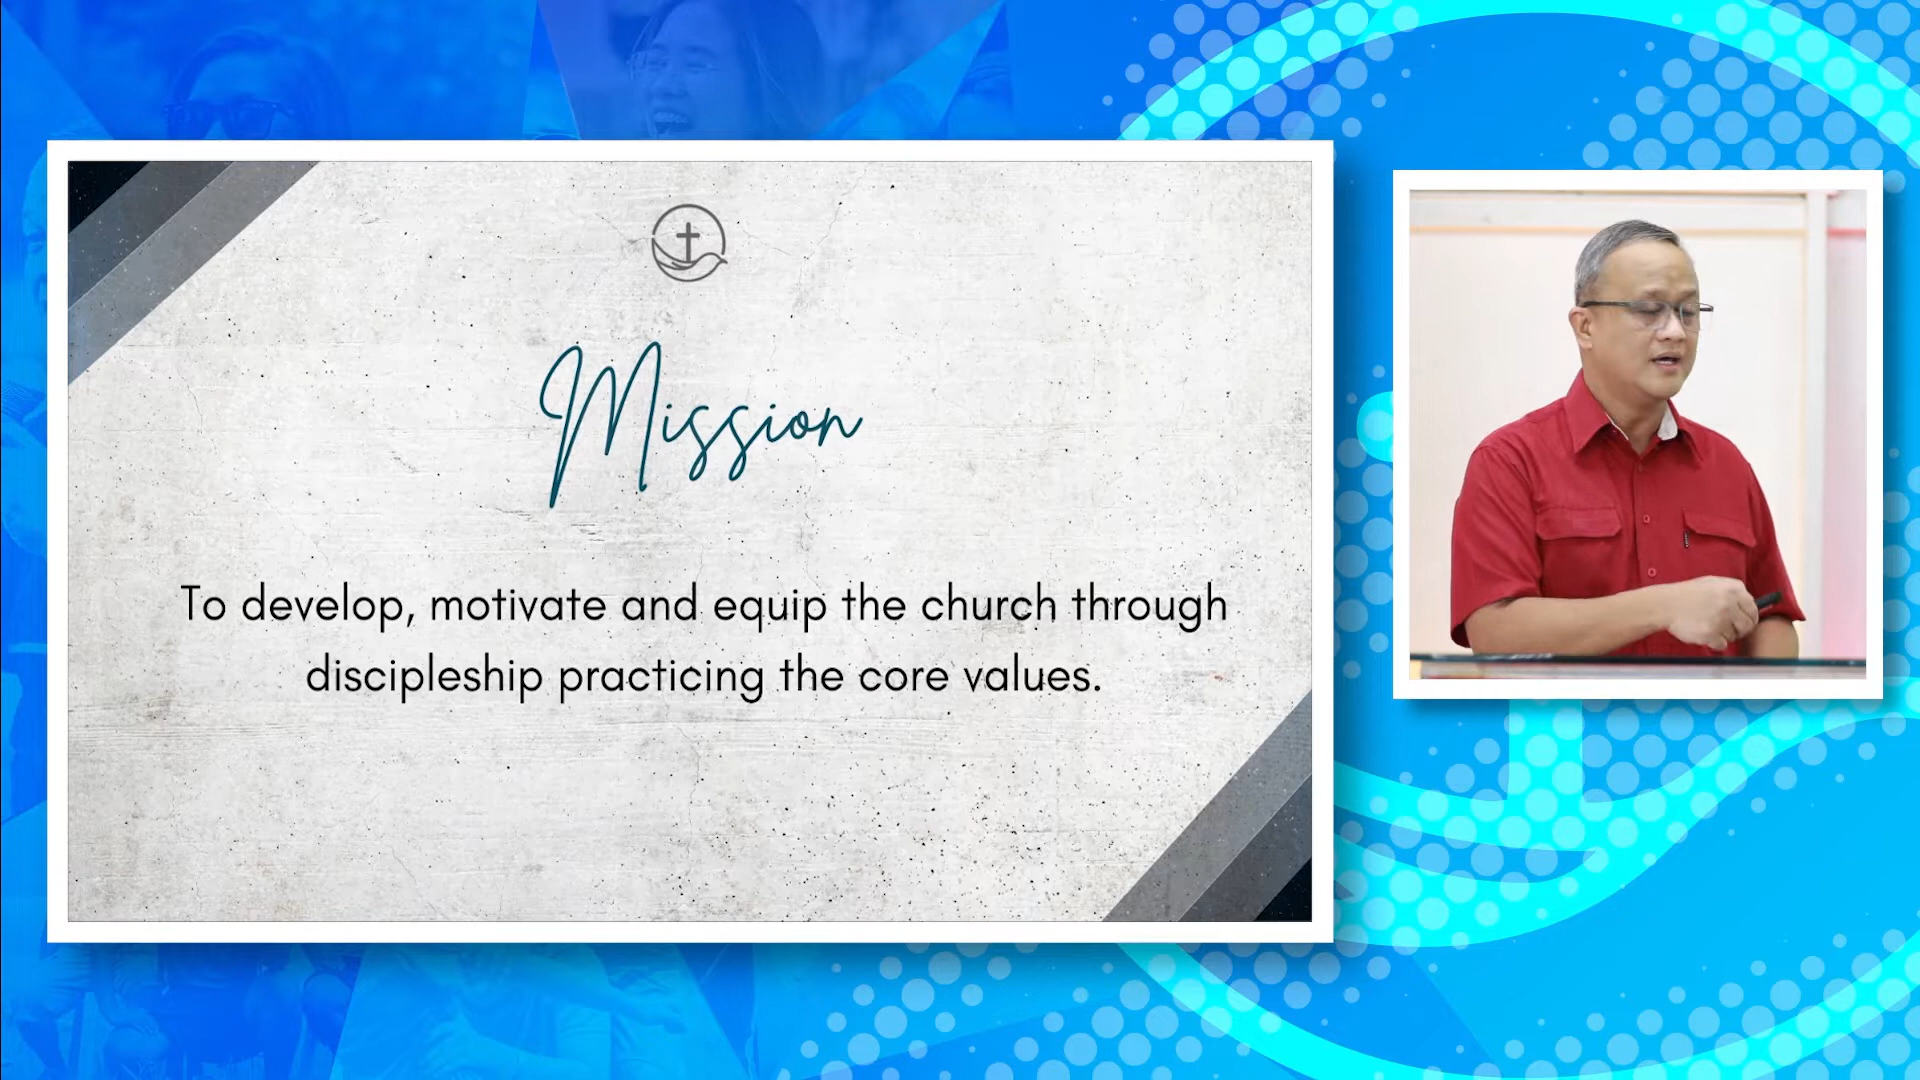 Mission
To develop, motivate and equip the church through
discipleship practicing the core values.